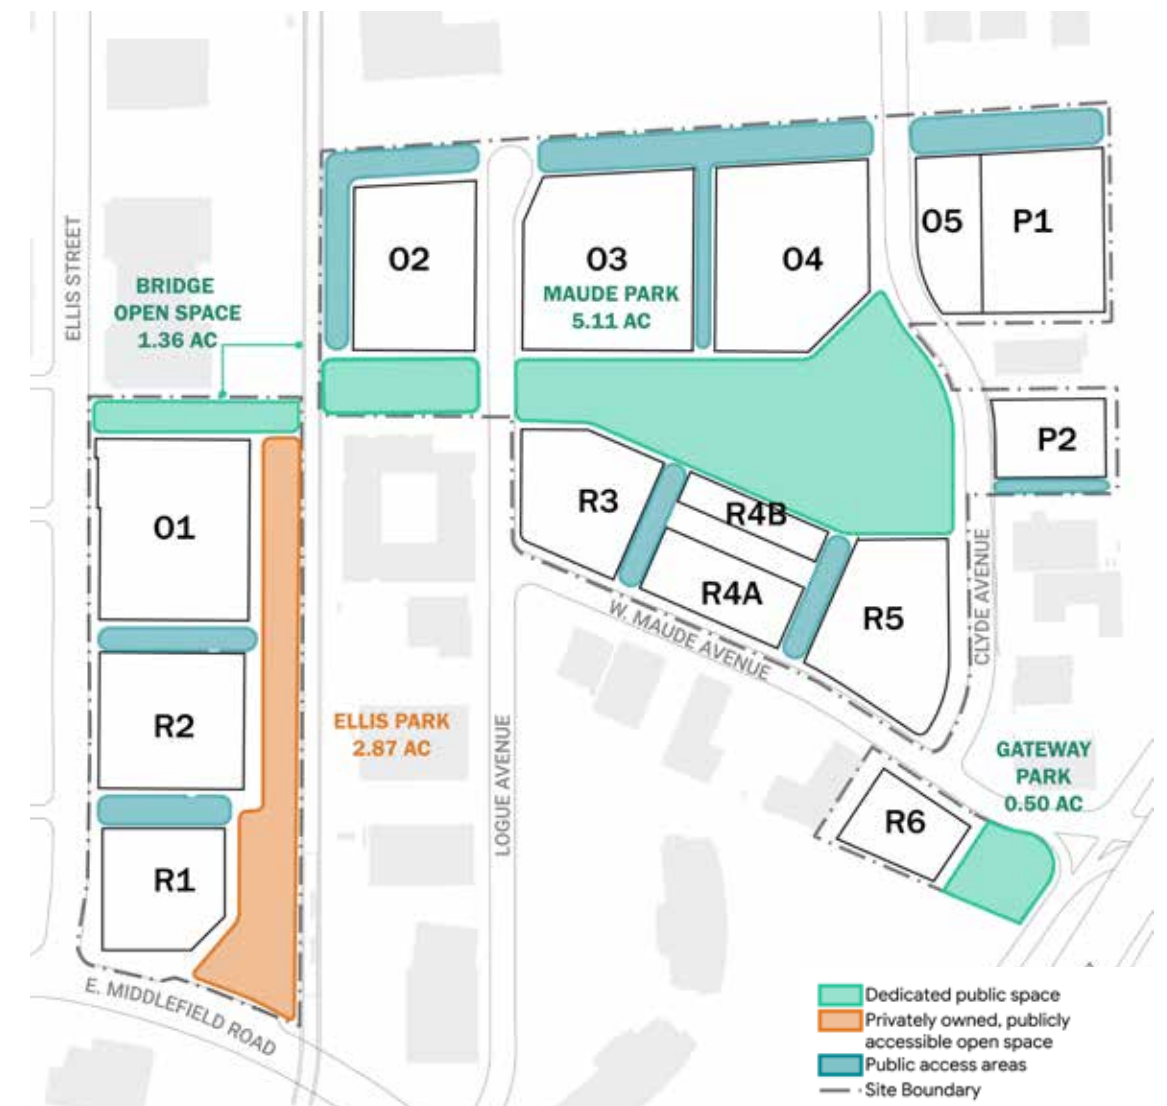 O2
O3
O4
O5
P1
ELLIS STREET
BRIDGE
OPEN SPACE
1.36 AC
MAUDE PARK
5.11 AC
P2
O1
R3
R4B
R4A
R5
W. MAUDE AVENUE
CLYDE AVENUE
R2
ELLIS PARK
2.87 AC
LOGUE AVENUE
GATEWAY
PARK
0.50 AC
R6
R1
E. MIDDLEFIELD ROAD
Dedicated public space
Privately owned, publicly
accessible open space
Public access areas
Site Boundary